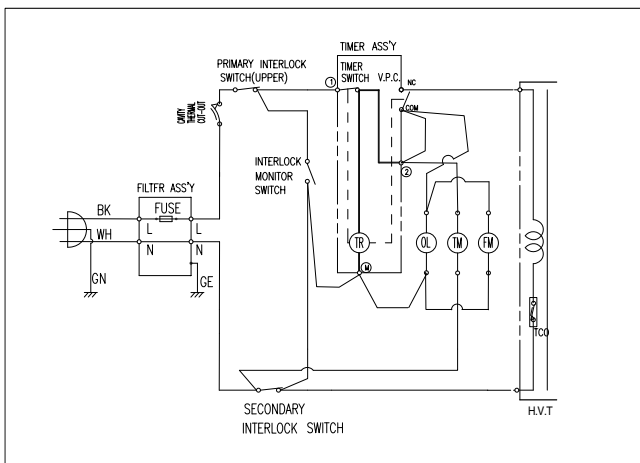 TIMER ASS'Y
PRIMARY INTERLOCK
SWITCH(UPPER)
TIMER
SWITCH
V.P.C.
NC
1
COM
CAVITY
THERMAL
CUT-OUT
INTERLOCK
MONITOR
SWITCH
2
FILTFR ASS'Y
BK
FUSE
L
L
WH
N
N
GN
GE
TR
OL
TM
FM
M
TCO
H.V.T
SECONDARY
INTERLOCK SWITCH